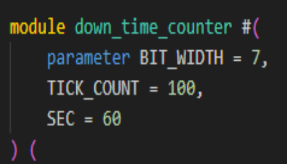 module down_time_counter #(
    parameter BIT_WIDTH = 7,
    TICK_COUNT = 100,
    SEC = 60
) (